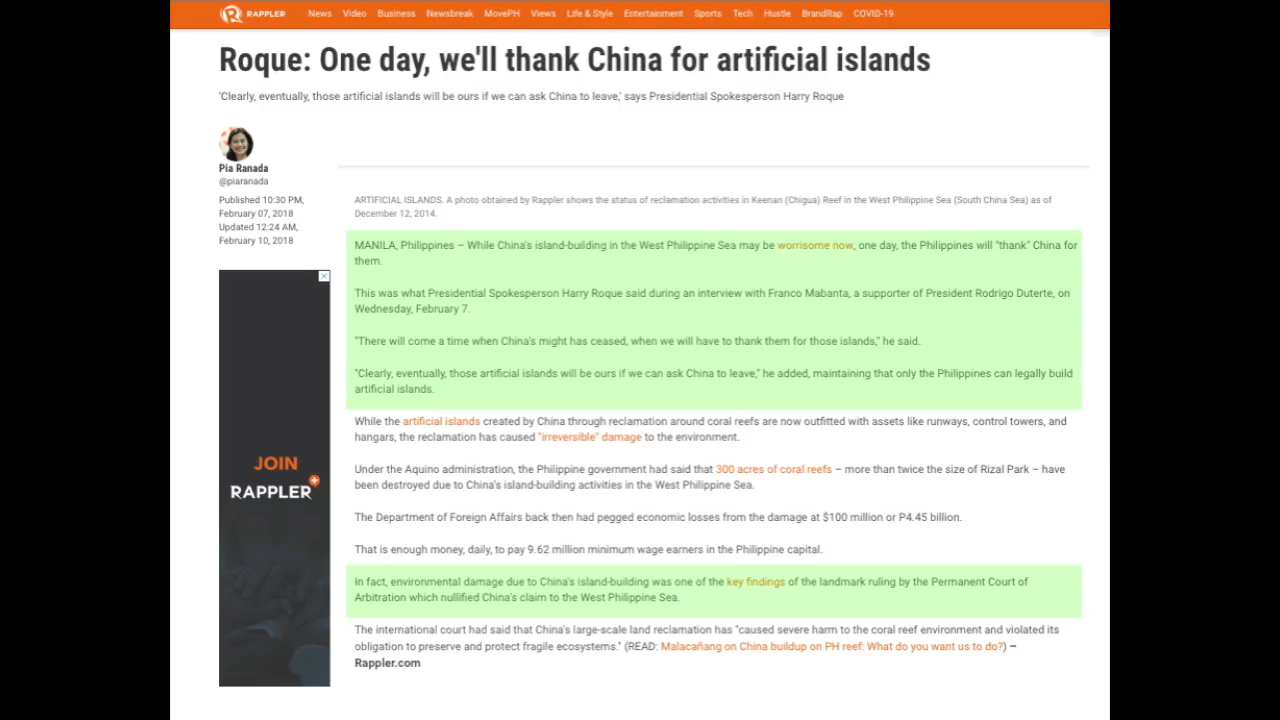 RAPPLER News Video Business Newsbreak MovePH Views Life & Style Entertainment Sports Tech Hustle BrandRap COVID-19
Roque: One day, we'll thank China for artificial islands
'Clearly, eventually, those artificial islands will be ours if we can ask China to leave,' says Presidential Spokesperson Harry Roque
Pia Ranada
@piaranada
Published 10:30 PM,
February 07, 2018
Updated 12:24 AM,
February 10, 2018
JOIN
RAPPLER+
ARTIFICIAL ISLANDS. A photo obtained by Rappler shows the status of reclamation activities in Keenan (Chigua) Reef in the West Philippine Sea (South China Sea) as of
December 12, 2014.
MANILA, Philippines – While China's island-building in the West Philippine Sea may be worrisome now, one day, the Philippines will "thank" China for
them.
This was what Presidential Spokesperson Harry Roque said during an interview with Franco Mabanta, a supporter of President Rodrigo Duterte, on
Wednesday, February 7.
"There will come a time when China's might has ceased, when we will have to thank them for those islands," he said.
"Clearly, eventually, those artificial islands will be ours if we can ask China to leave," he added, maintaining that only the Philippines can legally build
artificial islands.
While the artificial islands created by China through reclamation around coral reefs are now outfitted with assets like runways, control towers, and
hangars, the reclamation has caused "irreversible" damage to the environment.
Under the Aquino administration, the Philippine government had said that 300 acres of coral reefs – more than twice the size of Rizal Park – have
been destroyed due to China's island-building activities in the West Philippine Sea.
The Department of Foreign Affairs back then had pegged economic losses from the damage at $100 million or P4.45 billion.
That is enough money, daily, to pay 9.62 million minimum wage earners in the Philippine capital.
In fact, environmental damage due to China's island-building was one of the key findings of the landmark ruling by the Permanent Court of
Arbitration which nullified China's claim to the West Philippine Sea.
The international court had said that China's large-scale land reclamation has "caused severe harm to the coral reef environment and violated its
obligation to preserve and protect fragile ecosystems." (READ: Malacañang on China buildup on PH reef: What do you want us to do?) –
Rappler.com